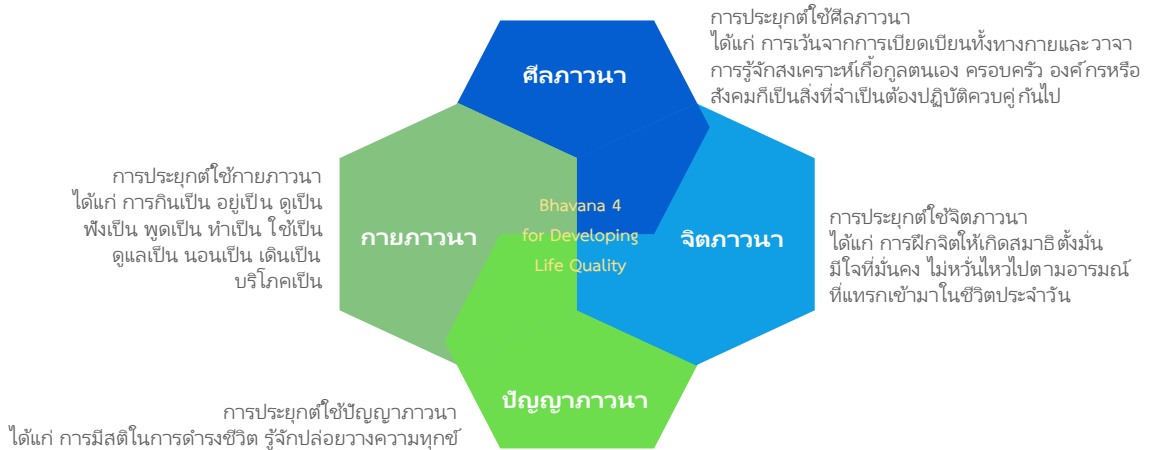 การประยุกต์ใช้ศีลภาวนา
ได้แก่ การเว้นจากการเบียดเบียนทั้งทางกายและวาจา
การรู้จักสงเคราะห์เกื้อกูลตนเอง ครอบครัว องค์กรหรือ
สังคมก็เป็นสิ่งที่จำเป็นต้องปฏิบัติควบคู่กันไป
ศีลภาวนา
การประยุกต์ใช้กายภาวนา
ได้แก่ การกินเป็น อยู่เป็น ดูเป็น
ฟังเป็น พูดเป็น ทำเป็น ใช้เป็น
ดูแลเป็น นอนเป็น เดินเป็น
บริโภคเป็น
กายภาวนา
Bhavana 4
for Developing
Life Quality
จิตภาวนา
การประยุกต์ใช้จิตภาวนา
ได้แก่ การฝึกจิตให้เกิดสมาธิตั้งมั่น
มีใจที่มั่นคง ไม่หวั่นไหวไปตามอารมณ์
ที่แทรกเข้ามาในชีวิตประจำวัน
ปัญญาภาวนา
การประยุกต์ใช้ปัญญาภาวนา
ได้แก่ การมีสติในการดำรงชีวิต รู้จักปล่อยวางความทุกข์